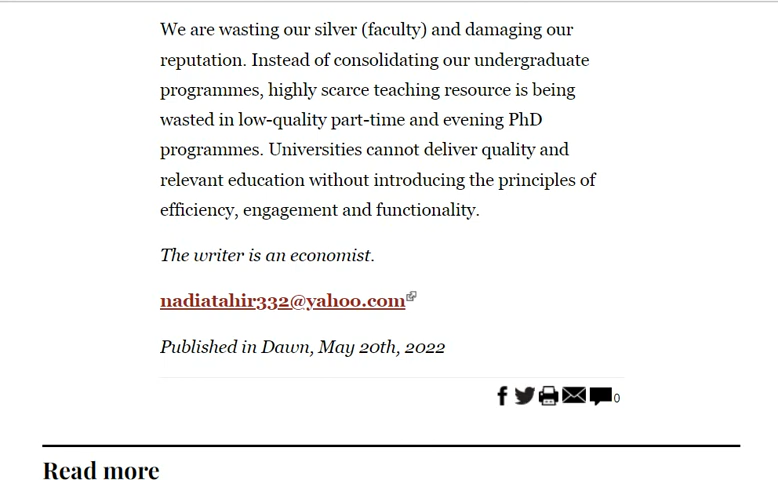 We are wasting our silver (faculty) and damaging our
reputation. Instead of consolidating our undergraduate
programmes, highly scarce teaching resource is being
wasted in low-quality part-time and evening PhD
programmes. Universities cannot deliver quality and
relevant education without introducing the principles of
efficiency, engagement and functionality.
The writer is an economist.
nadiatahir332@yahoo.com
Published in Dawn, May 20th, 2022
0
Read more